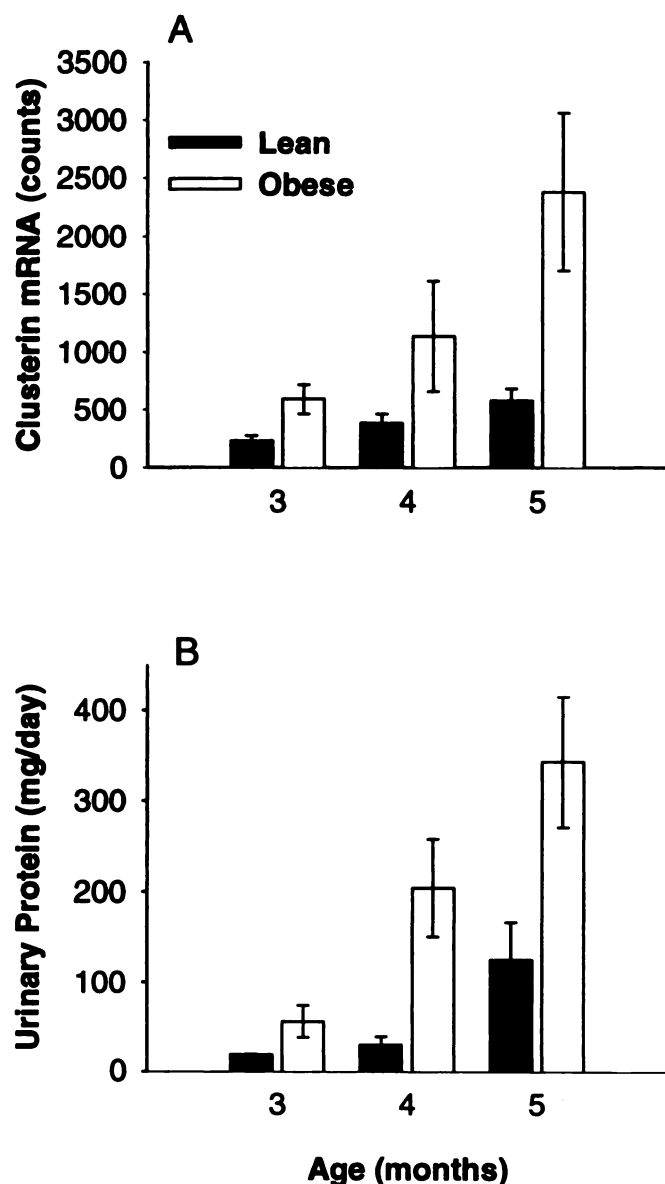 A
Clusterin mRNA (counts)
3500
3000
2500
2000
1500
1000
500
0
Lean
Obese
3 4 5
B
Urinary Protein (mg/day)
400
300
200
100
0
3 4 5
Age (months)